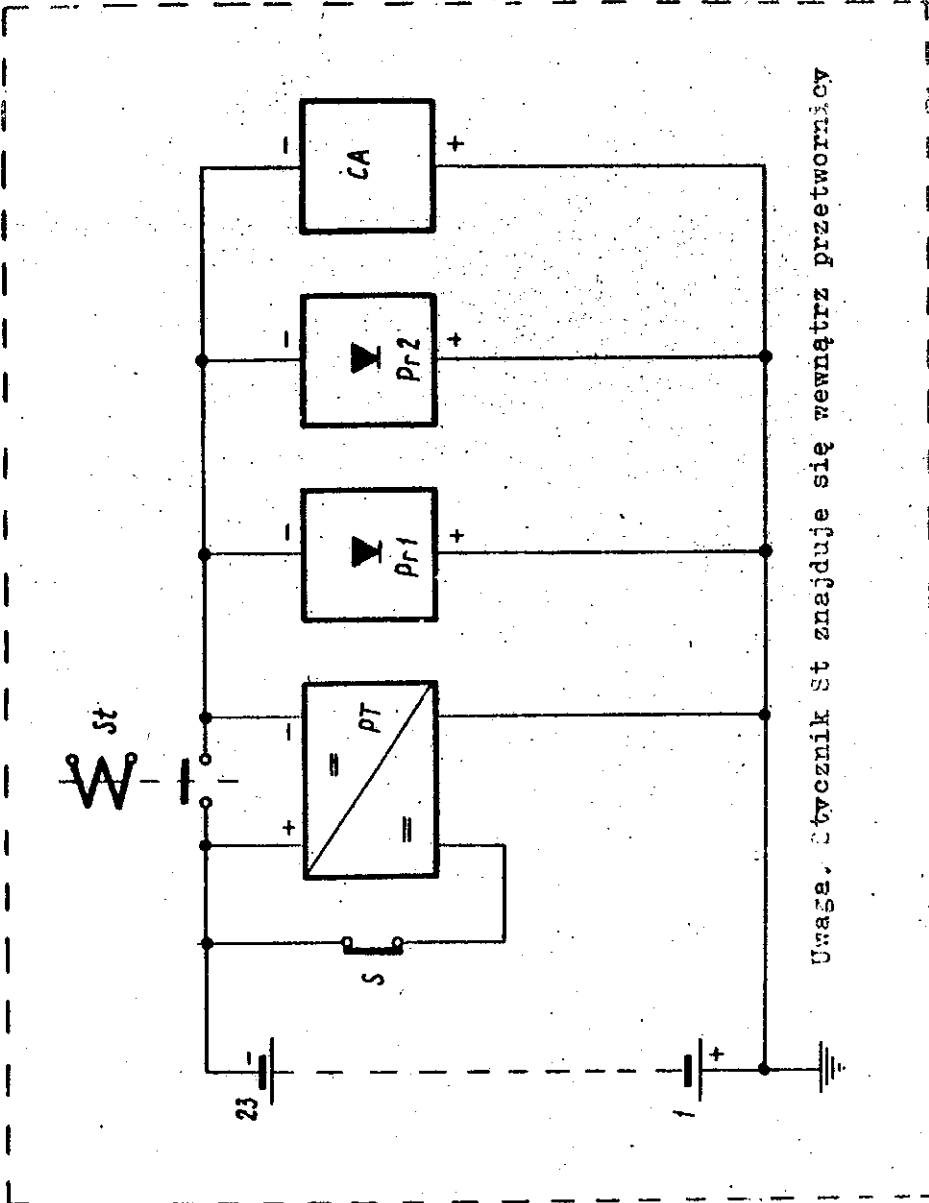 St
- - - -
CA
Pr2
Pr1
PT
=
=
+
+ + +
S
23 -
1 +
Uwaga. Stycznik St znajduje się wewnątrz przetwornicy